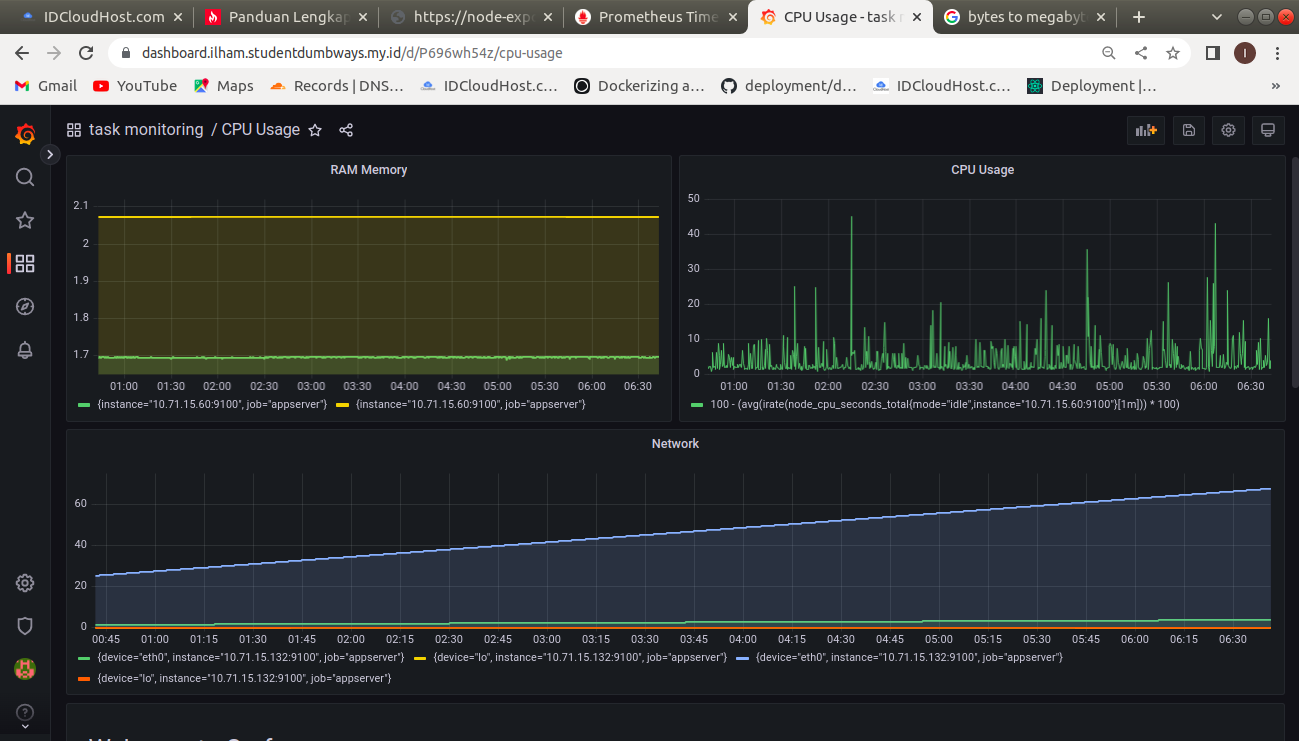 IDCloudHost.com
Panduan Lengkap
https://node-exp
Prometheus Time
CPU Usage - task
bytes to megabyt
dashboard.ilham.studentdumbways.my.id/d/P696wh54z/cpu-usage
I
Gmail
YouTube
Maps
Records | DNS...
IDCloudHost.c...
Dockerizing a...
deployment/d...
IDCloudHost.c...
Deployment |...
»
task monitoring / CPU Usage
RAM Memory
2.1
2
1.9
1.8
1.7
01:00 01:30 02:00 02:30 03:00 03:30 04:00 04:30 05:00 05:30 06:00 06:30
{instance="10.71.15.60:9100", job="appserver"} {instance="10.71.15.60:9100", job="appserver"}
CPU Usage
50
40
30
20
10
0
01:00 01:30 02:00 02:30 03:00 03:30 04:00 04:30 05:00 05:30 06:00 06:30
100 - (avg(irate(node_cpu_seconds_total{mode="idle",instance="10.71.15.60:9100"}[1m])) * 100)
Network
60
40
20
0
00:45 01:00 01:15 01:30 01:45 02:00 02:15 02:30 02:45 03:00 03:15 03:30 03:45 04:00 04:15 04:30 04:45 05:00 05:15 05:30 05:45 06:00 06:15 06:30
{device="eth0", instance="10.71.15.132:9100", job="appserver"} {device="lo", instance="10.71.15.132:9100", job="appserver"} {device="eth0", instance="10.71.15.132:9100", job="appserver"}
{device="lo", instance="10.71.15.132:9100", job="appserver"}